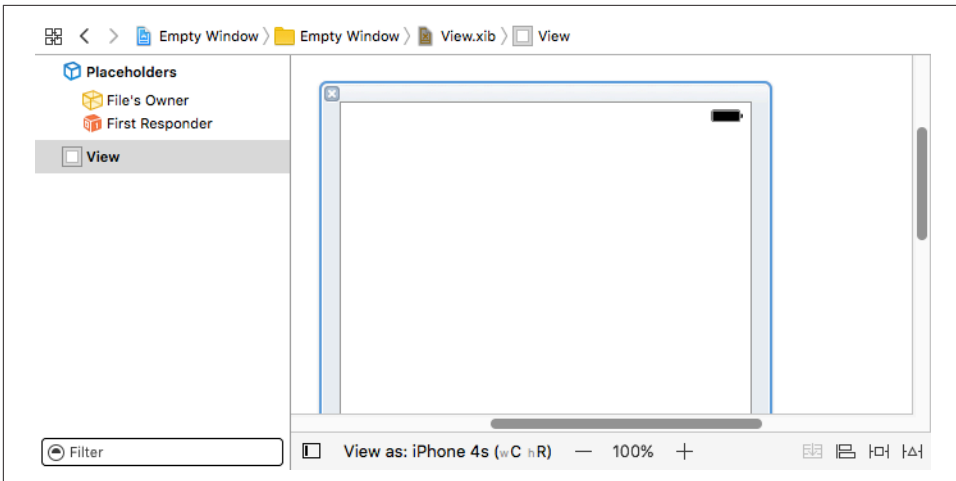 Empty Window 〉 Empty Window 〉 View.xib 〉 View
Placeholders
File's Owner
First Responder
View
Filter
View as: iPhone 4s (wC hR) — 100% +